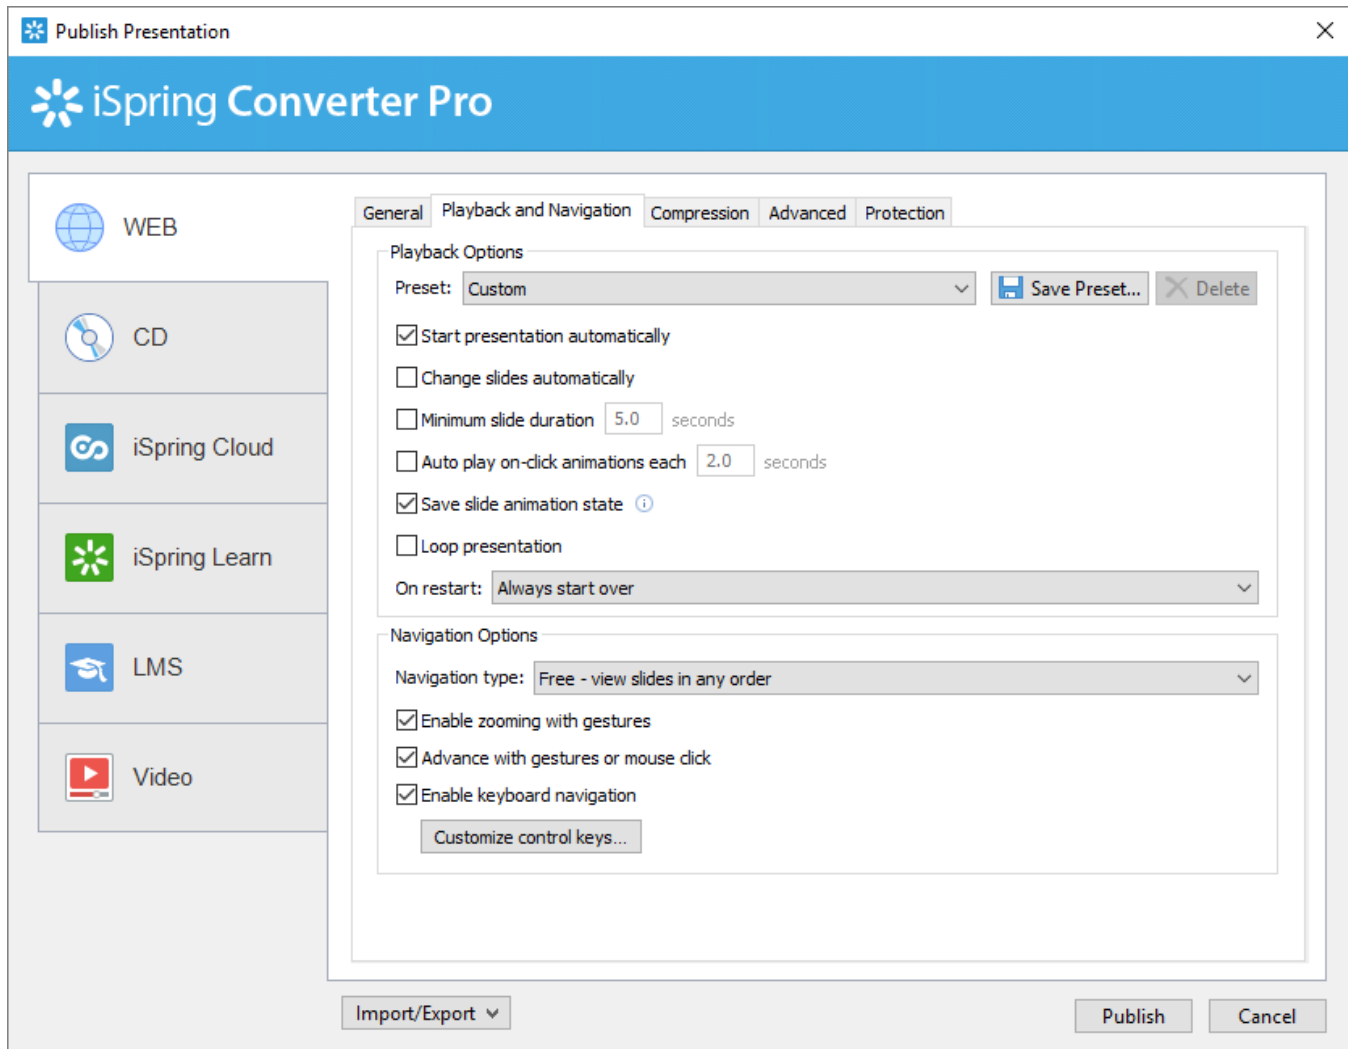 Publish Presentation
iSpring Converter Pro
WEB
CD
iSpring Cloud
iSpring Learn
LMS
Video
General Playback and Navigation Compression Advanced Protection
Playback Options
Preset: Custom Save Preset... Delete
Start presentation automatically
Change slides automatically
Minimum slide duration 5.0 seconds
Auto play on-click animations each 2.0 seconds
Save slide animation state
Loop presentation
On restart: Always start over
Navigation Options
Navigation type: Free - view slides in any order
Enable zooming with gestures
Advance with gestures or mouse click
Enable keyboard navigation
Customize control keys...
Import/Export Publish Cancel